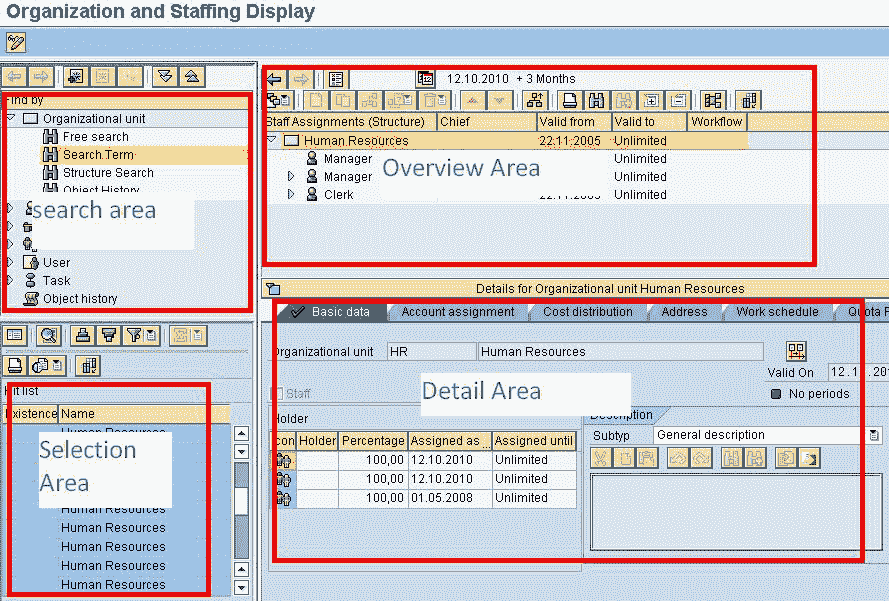 Organization and Staffing Display
12.10.2010 + 3 Months
Find by
Organizational unit
Free search
Search Term
Structure Search
Object History
search area
User
Task
Object history
Staff Assignments (Structure) Chief Valid from Valid to Workflow
Human Resources 22.11.2005 Unlimited
Manager Unlimited
Manager Unlimited
Clerk 22.11.2005 Unlimited
Overview Area
Details for Organizational unit Human Resources
Basic data Account assignment Cost distribution Address Work schedule Quota
Organizational unit HR Human Resources
Valid On
No periods
Staff
Detail Area
Holder
Icon Holder Percentage Assigned as ... Assigned until
100,00 12.10.2010 Unlimited
100,00 12.10.2010 Unlimited
100,00 01.05.2008 Unlimited
Description
Subtyp General description
Hit list
Existence Name
Human Resources
Selection
Area
Human Resources
Human Resources
Human Resources
Human Resources
Human Resources